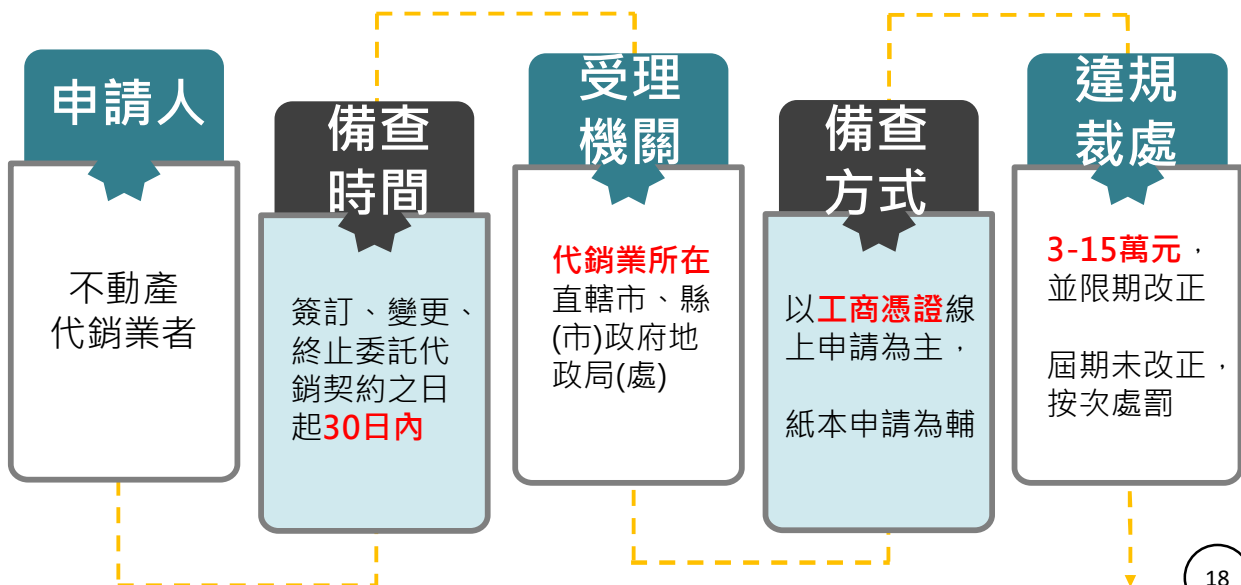 申請人
不動產
代銷業者
備查
時間
簽訂、變更、
終止委託代
銷契約之日
起30日內
受理
機關
代銷業所在
直轄市、縣
(市)政府地
政局(處)
備查
方式
以工商憑證線
上申請為主，
紙本申請為輔
違規
裁處
3-15萬元，
並限期改正
屆期未改正，
按次處罰
18